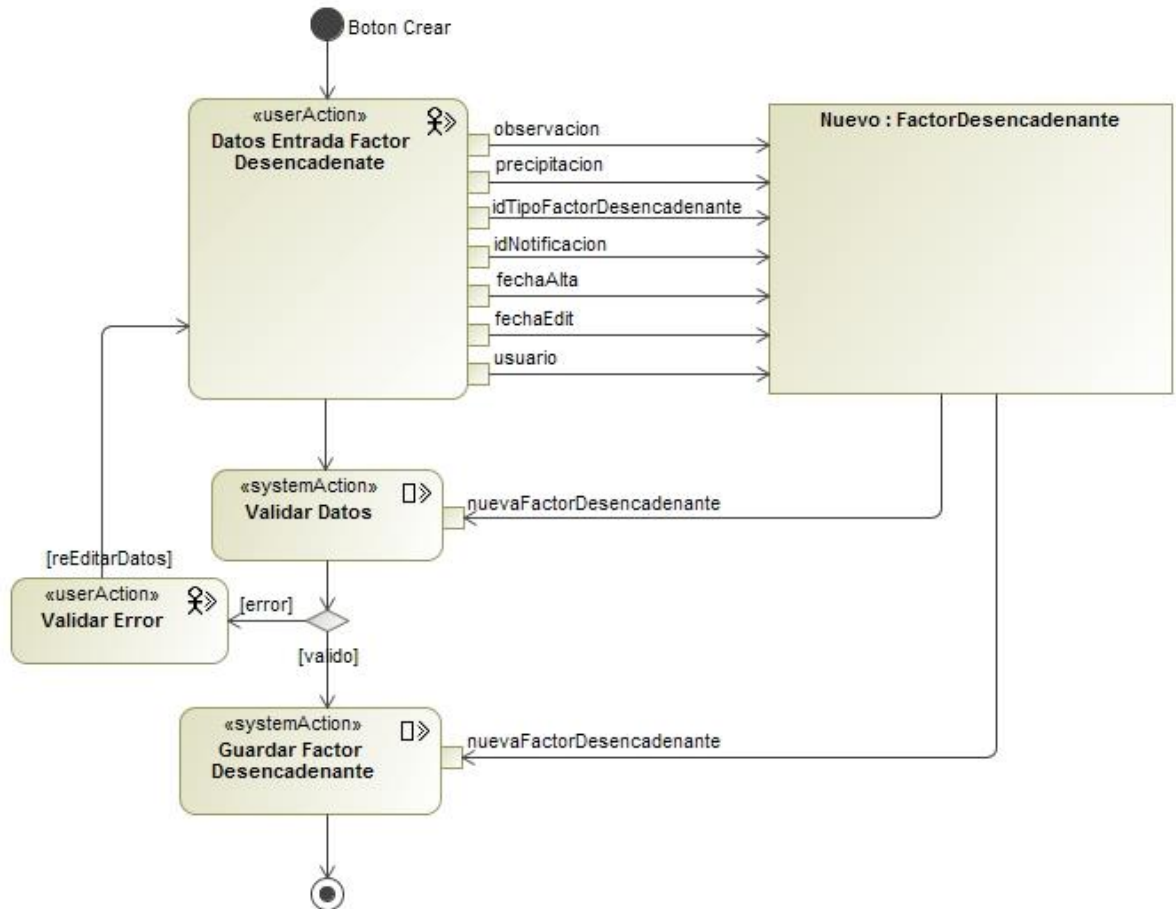 Boton Crear
«userAction»
Datos Entrada Factor
Desencadenate
observacion
precipitacion
idTipoFactorDesencadenante
idNotificacion
fechaAlta
fechaEdit
usuario
Nuevo : FactorDesencadenante
«systemAction»
Validar Datos
nuevaFactorDesencadenante
[reEditarDatos]
«userAction»
Validar Error
[error]
[valido]
«systemAction»
Guardar Factor
Desencadenante
nuevaFactorDesencadenante